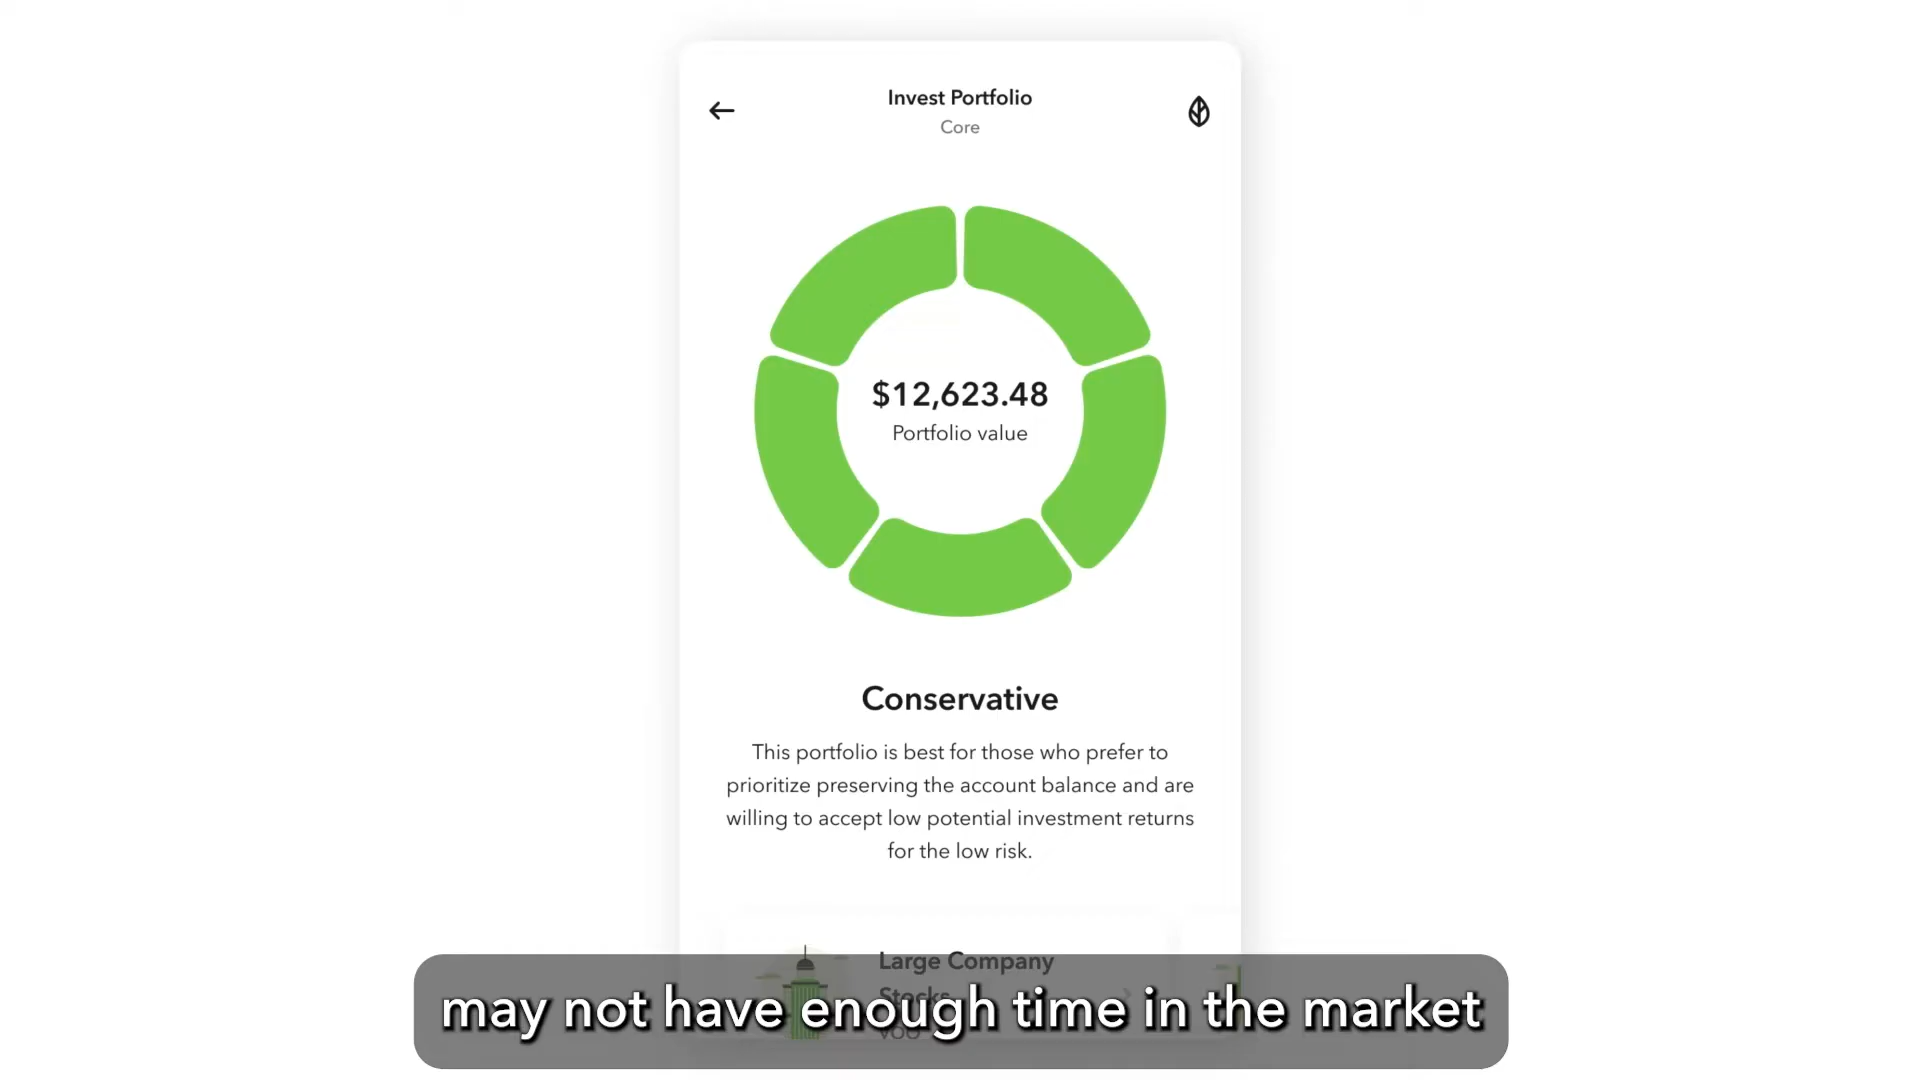 Invest Portfolio
Core
$12,623.48
Portfolio value
Conservative
This portfolio is best for those who prefer to
prioritize preserving the account balance and are
willing to accept low potential investment returns
for the low risk.
Large Company
Stocks
VOO
may not have enough time in the market